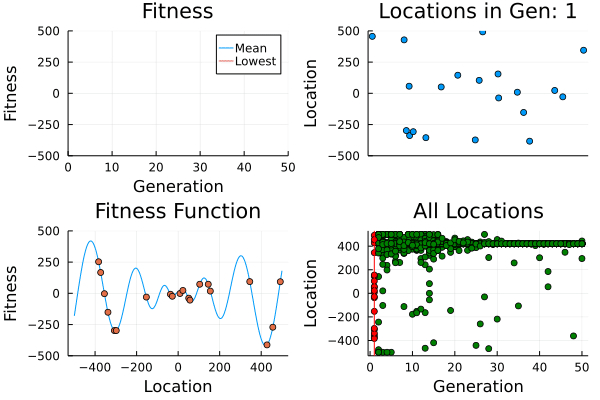 Fitness
Locations in Gen: 1
Fitness
500
250
0
−250
−500
Mean
Lowest
0 10 20 30 40 50
Generation
Location
500
250
0
−250
−500
Fitness Function
All Locations
Fitness
500
250
0
−250
−500
−400 −200 0 200 400
Location
Location
400
200
0
−200
−400
0 10 20 30 40 50
Generation